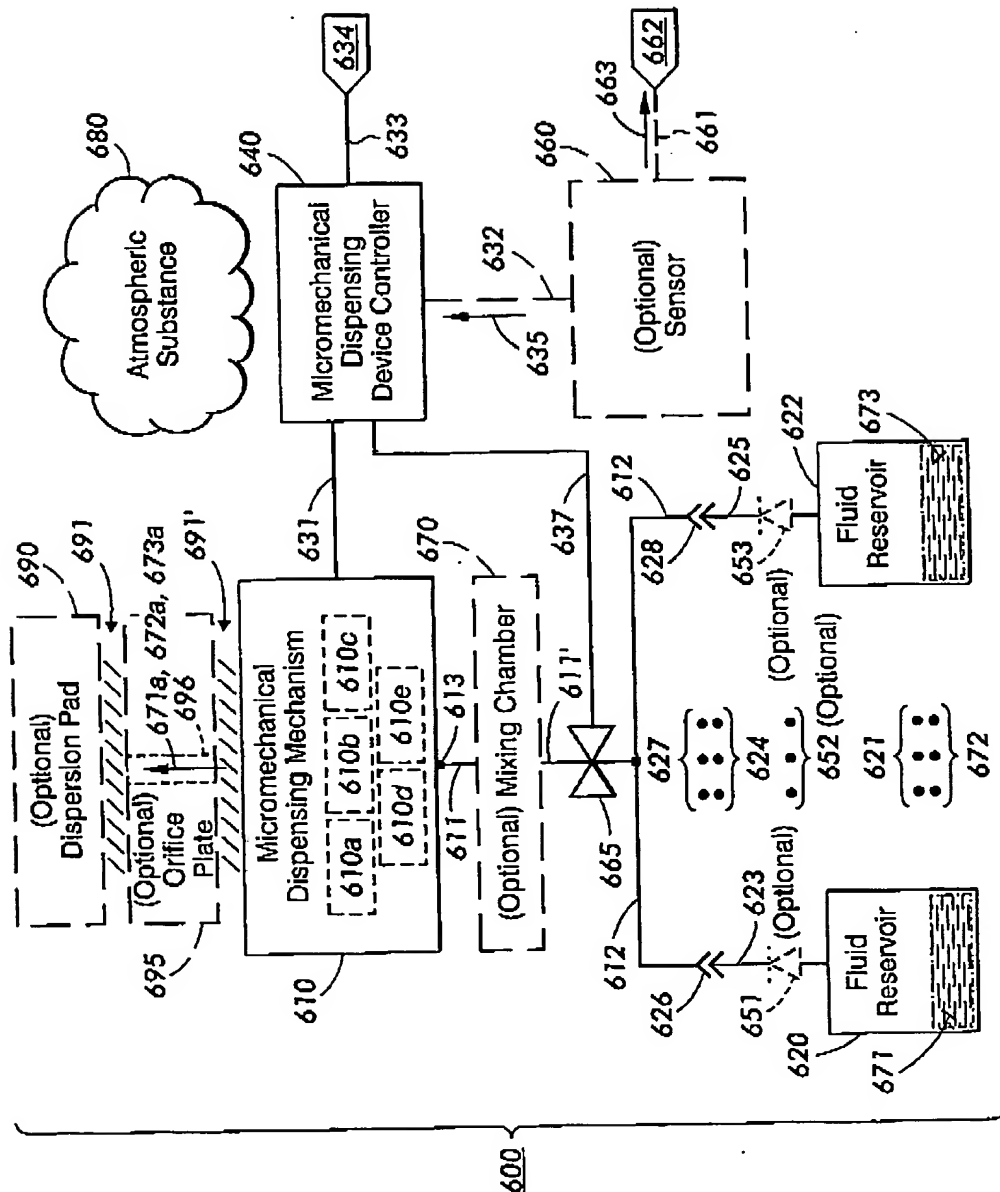 600
690
(Optional)
Dispersion Pad
691
671a, 672a, 673a
696
(Optional)
Orifice
Plate
691'
695
680
Atmospheric
Substance
Micromechanical
Dispensing Mechanism
610a
610b
610c
610d
610e
610
631
640
Micromechanical
Dispensing
Device Controller
633
634
613
611
670
(Optional) Mixing Chamber
611'
637
635
632
660
(Optional)
Sensor
663
661
662
665
612
612
626
623
651
(Optional)
627
624
652 (Optional)
621
672
628
625
653
(Optional)
620
Fluid
Reservoir
671
622
Fluid
Reservoir
673